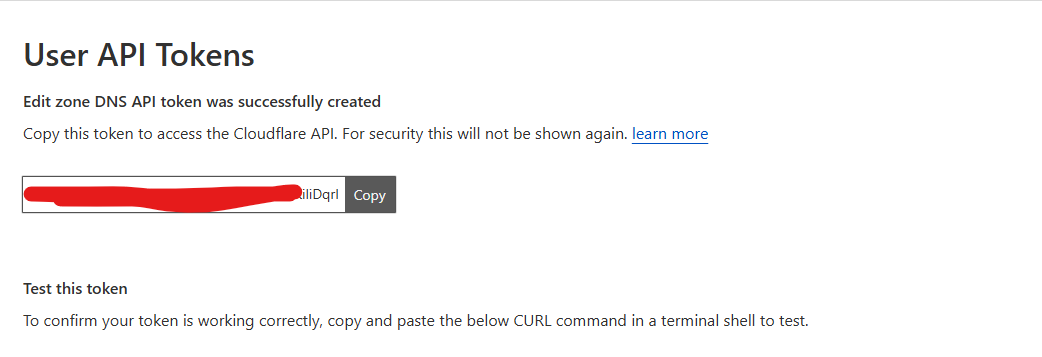 User API Tokens
Edit zone DNS API token was successfully created
Copy this token to access the Cloudflare API. For security this will not be shown again. learn more
Copy
Test this token
To confirm your token is working correctly, copy and paste the below CURL command in a terminal shell to test.